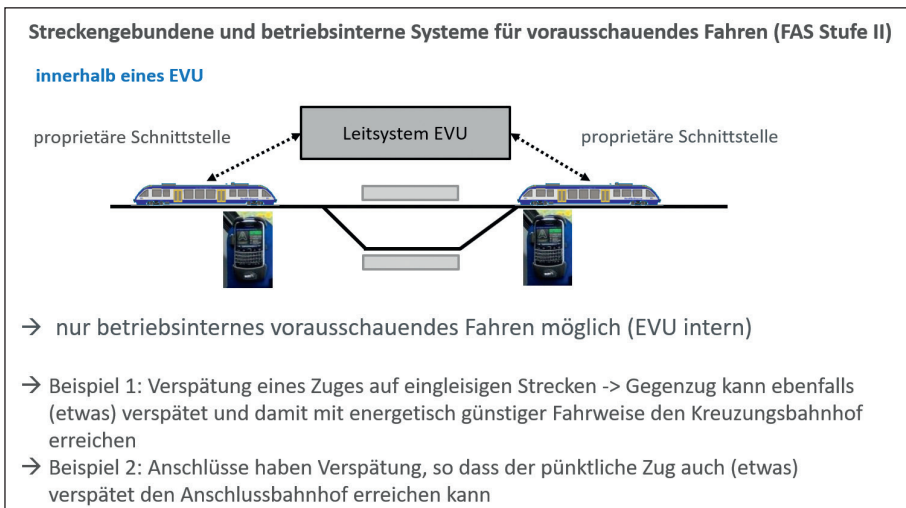 Streckengebundene und betriebsinterne Systeme für vorausschauendes Fahren (FAS Stufe II)
innerhalb eines EVU
proprietäre Schnittstelle
Leitsystem EVU
proprietäre Schnittstelle
→ nur betriebsinternes vorausschauendes Fahren möglich (EVU intern)
→ Beispiel 1: Verspätung eines Zuges auf eingleisigen Strecken -> Gegenzug kann ebenfalls
(etwas) verspätet und damit mit energetisch günstiger Fahrweise den Kreuzungsbahnhof
erreichen
→ Beispiel 2: Anschlüsse haben Verspätung, so dass der pünktliche Zug auch (etwas)
verspätet den Anschlussbahnhof erreichen kann